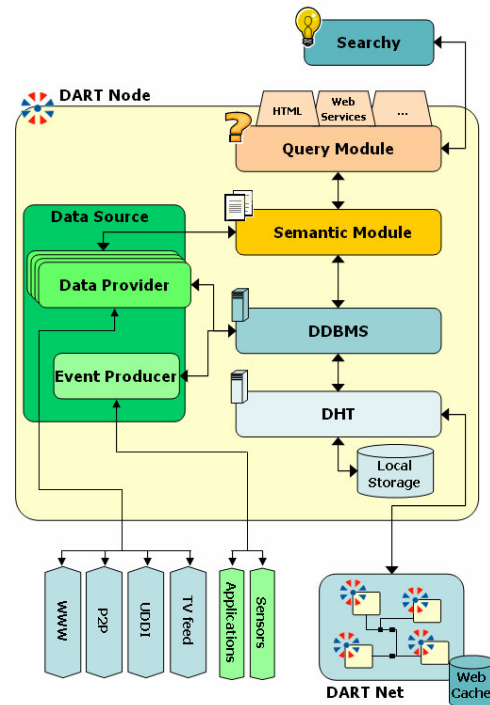 Searchy
DART Node
HTML
Web
Services
...
Query Module
Data Source
Semantic Module
Data Provider
DDBMS
Event Producer
DHT
Local
Storage
WWW
P2P
UDDI
TV feed
Applications
Sensors
DART Net
Web
Cache